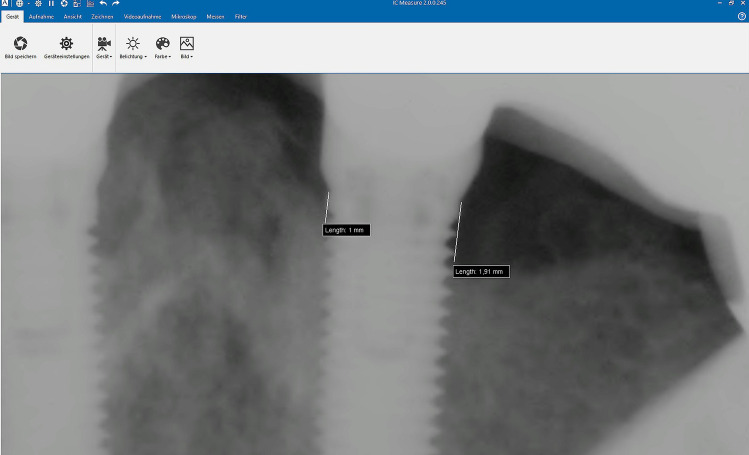 IC Measure 2.0.0.245
Gerät Aufnahme Ansicht Zeichnen Videoaufnahme Mikroskop Messen Filter
Bild speichern Geräteeinstellungen Gerät Belichtung Farbe Bild
Length: 1 mm
Length: 1,91 mm